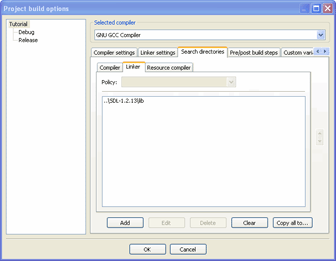 Project build options
Tutorial
Debug
Release
Selected compiler
GNU GCC Compiler
Compiler settings
Linker settings
Search directories
Pre/post build steps
Custom vari
Compiler
Linker
Resource compiler
Policy:
..\SDL-1.2.13\lib
Add
Edit
Delete
Clear
Copy all to...
OK
Cancel